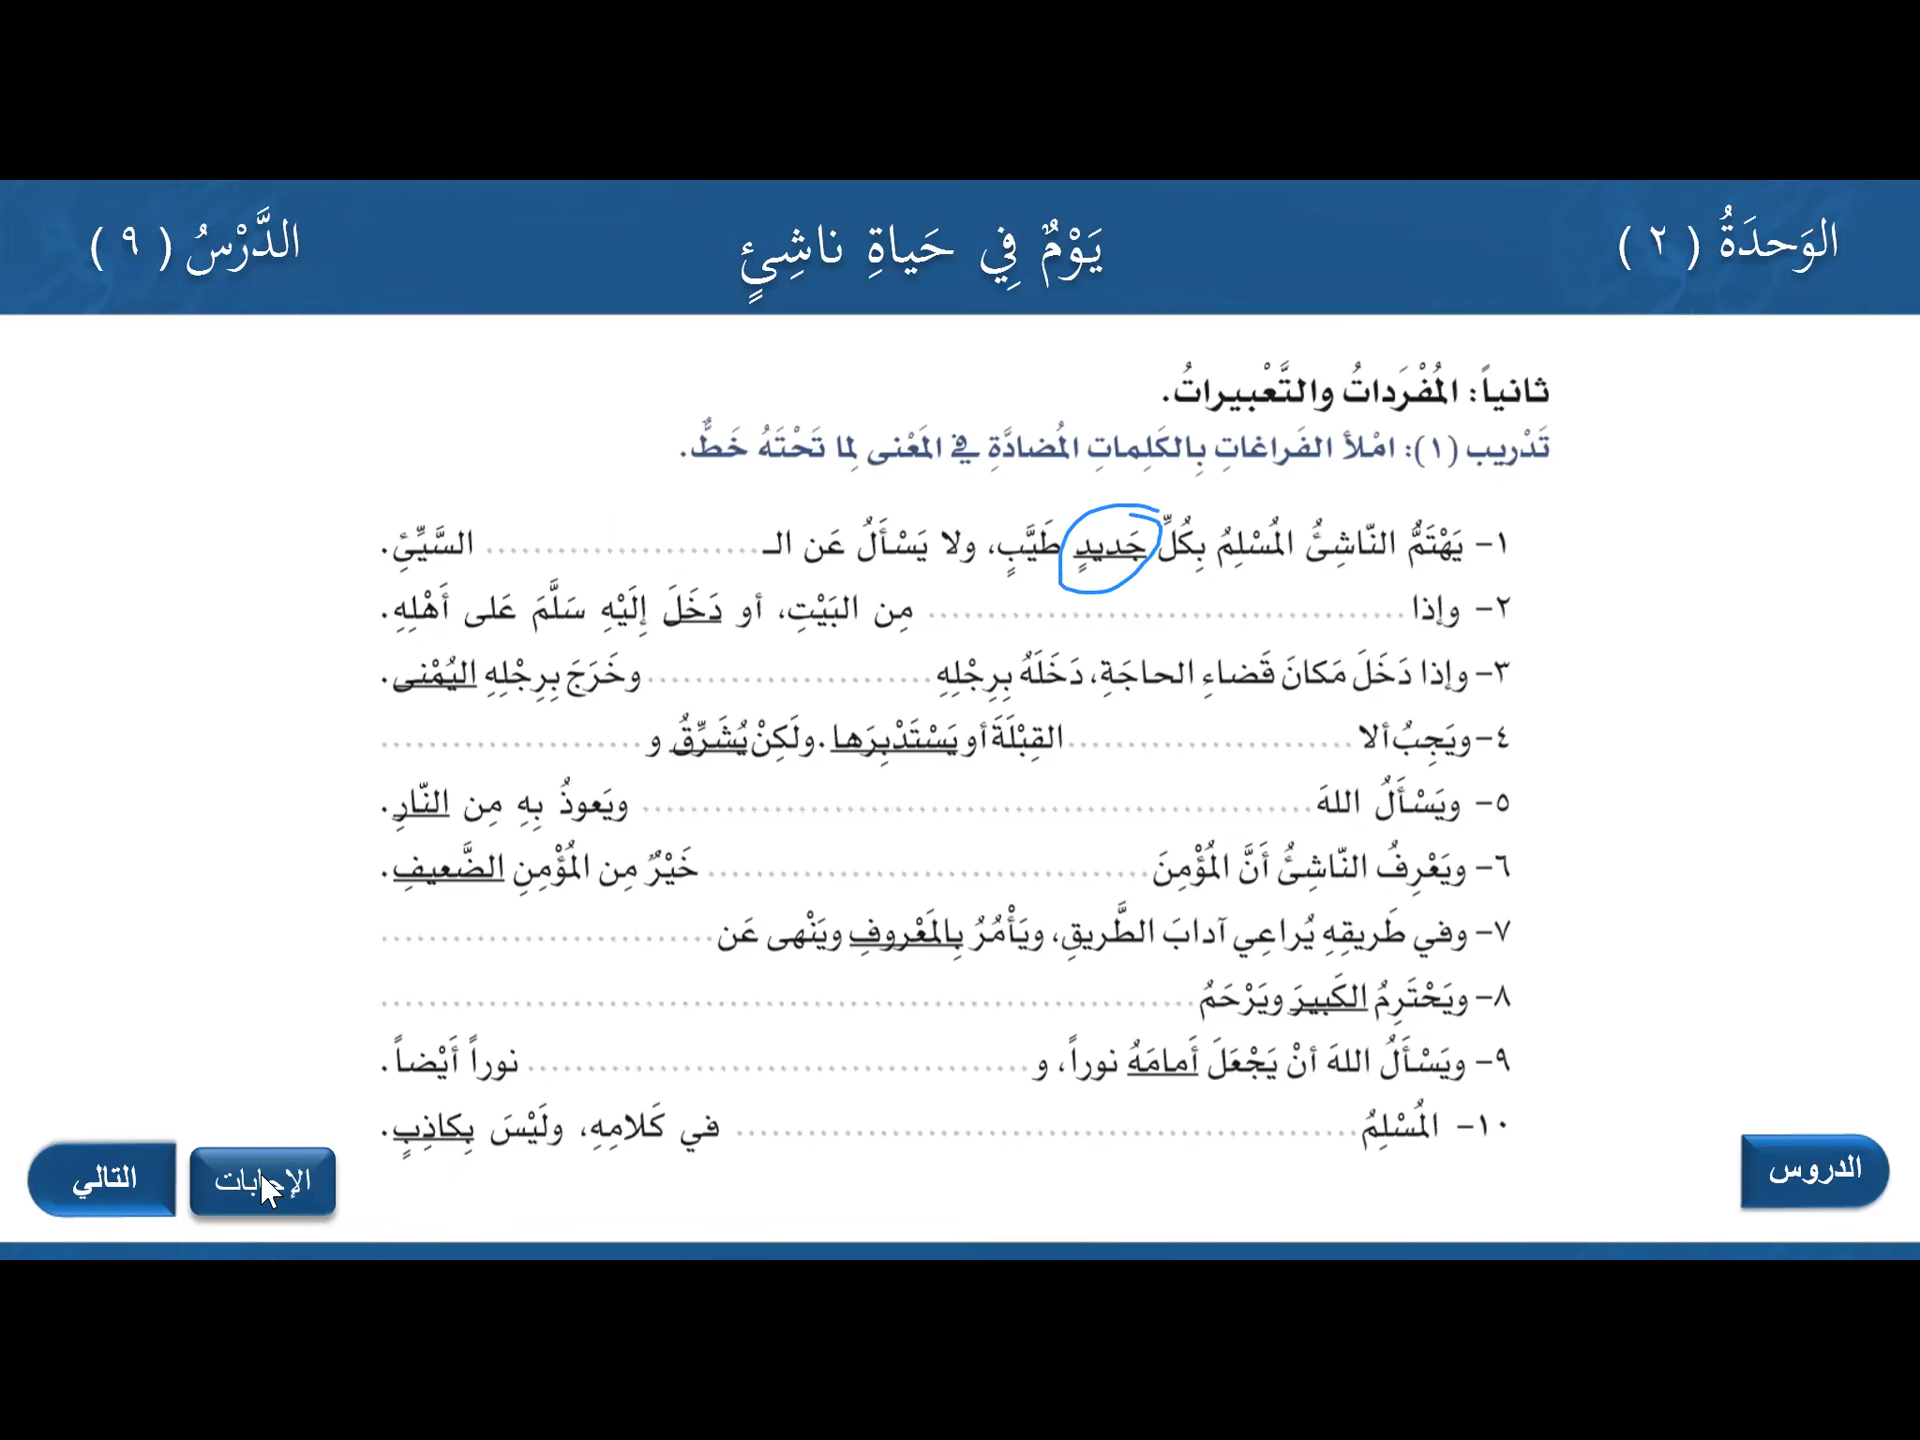 الوَحدَةُ ( ٢ )
يَوْمٌ فِي حَياةِ ناشِئٍ
الدَّرْسُ ( ٩ )
ثانياً: المُفْرَداتُ والتَّعْبيراتُ.
تَدْريب (١): امْلأ الفَراغاتِ بِالكَلِماتِ المُضادَّةِ في المَعْنى لِما تَحْتَهُ خَطٌّ.
١- يَهْتَمُّ النّاشِئُ المُسْلِمُ بِكُلِّ جَديدٍ طَيَّبٍ، ولا يَسْأَلُ عَن الـ ........................ السَّيِّئِ.
٢- وإذا ........................ مِن البَيْتِ، أو دَخَلَ إلَيْهِ سَلَّمَ عَلى أَهْلِهِ.
٣- وإذا دَخَلَ مَكانَ قَضاءِ الحاجَةِ، دَخَلَهُ بِرِجْلِهِ ........................ وخَرَجَ بِرِجْلِهِ اليُمْنى.
٤- ويَجِبُ ألا ........................ القِبْلَةَ أو يَسْتَدْبِرَها. ولَكِنْ يُشَرِّقُ و ........................
٥- ويَسْأَلُ اللهَ ........................ ويَعوذُ بِهِ مِن النّارِ.
٦- ويَعْرِفُ النّاشِئُ أَنَّ المُؤْمِنَ ........................ خَيْرٌ مِن المُؤْمِنِ الضَّعيفِ.
٧- وفي طَريقِهِ يُراعِي آدابَ الطَّريقِ، ويَأْمُرُ بِالمَعْروفِ ويَنْهى عَن ........................
٨- ويَحْتَرِمُ الكَبيرَ ويَرْحَمُ ........................
٩- ويَسْأَلُ اللهَ أنْ يَجْعَلَ أَمامَهُ نوراً، و ........................ نوراً أَيْضاً.
١٠- المُسْلِمُ ........................ في كَلامِهِ، ولَيْسَ بِكاذِبٍ.
الدروس
الإجابات
التالي